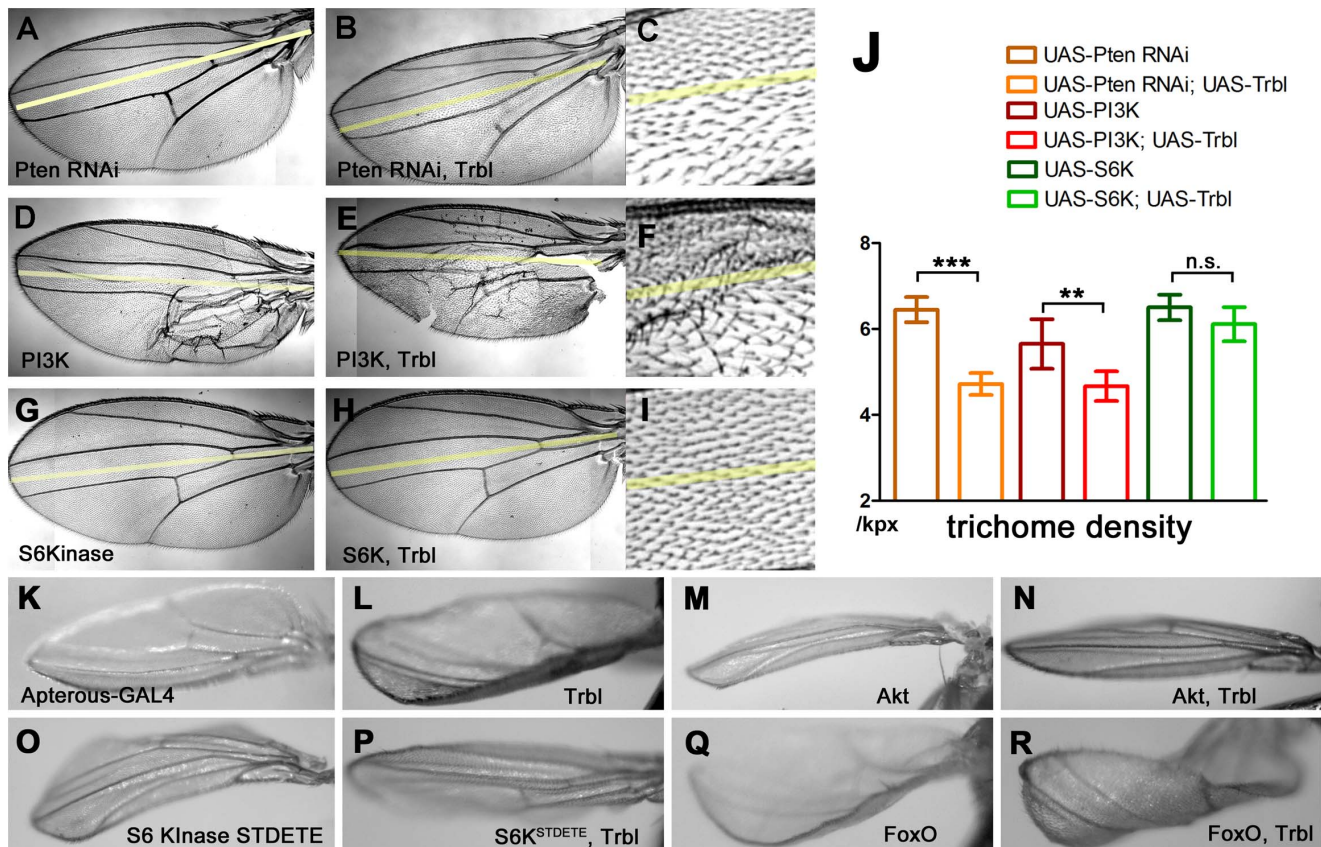 A
Pten RNAi
B
Pten RNAi, Trbl
C
D
PI3K
E
PI3K, Trbl
F
G
S6Kinase
H
S6K, Trbl
I
J
UAS-Pten RNAi
UAS-Pten RNAi; UAS-Trbl
UAS-PI3K
UAS-PI3K; UAS-Trbl
UAS-S6K
UAS-S6K; UAS-Trbl
8
6
4
2
***
**
n.s.
/kpx
trichome density
K
Apterous-GAL4
L
Trbl
M
Akt
N
Akt, Trbl
O
S6 KInase STDETE
P
S6K^STDETE, Trbl
Q
FoxO
R
FoxO, Trbl